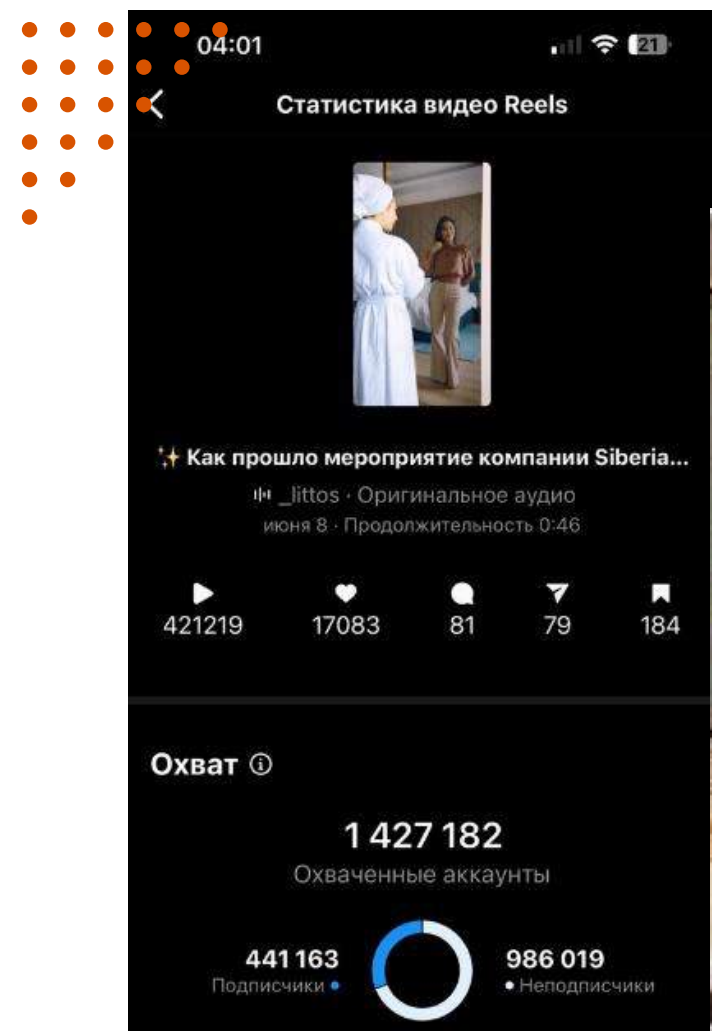 04:01
21
Статистика видео Reels
✨ Как прошло мероприятие компании Siberia...
_littos · Оригинальное аудио
июня 8 · Продолжительность 0:46
421219 17083 81 79 184
Охват
1 427 182
Охваченные аккаунты
441 163 986 019
Подписчики • • Неподписчики